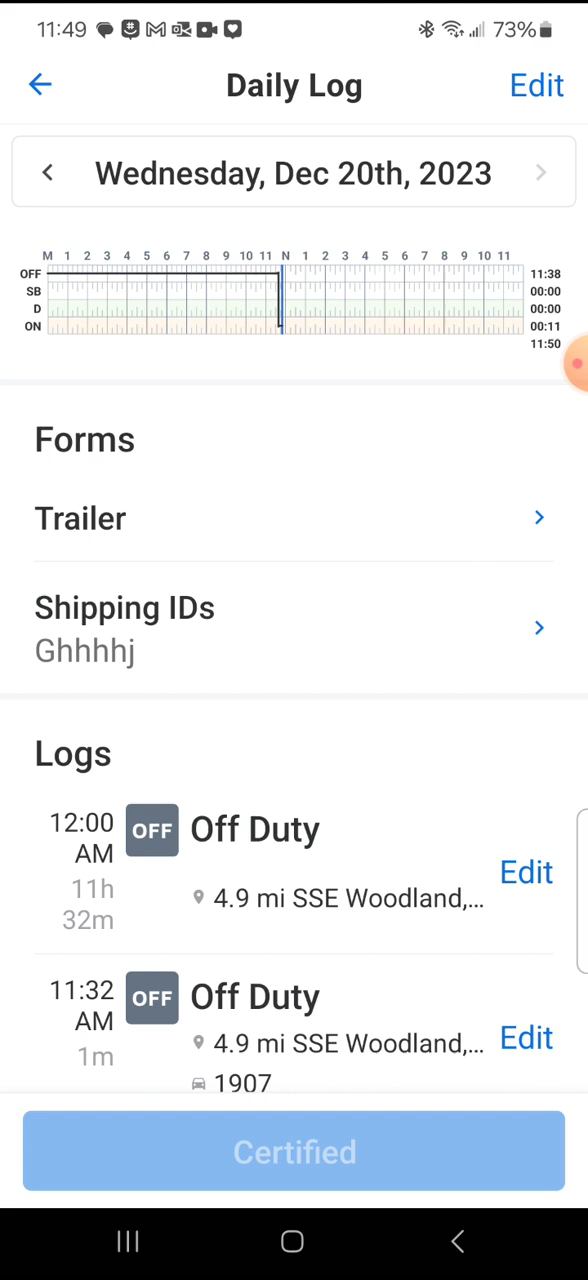 11:49 73%
Daily Log Edit
Wednesday, Dec 20th, 2023
M 1 2 3 4 5 6 7 8 9 10 11 N 1 2 3 4 5 6 7 8 9 10 11
OFF 11:38
SB 00:00
D 00:00
ON 00:11
11:50
Forms
Trailer
Shipping IDs
Ghhhhj
Logs
12:00 AM OFF Off Duty
11h 32m 4.9 mi SSE Woodland,... Edit
11:32 AM OFF Off Duty
1m 4.9 mi SSE Woodland,... Edit
1907
Certified